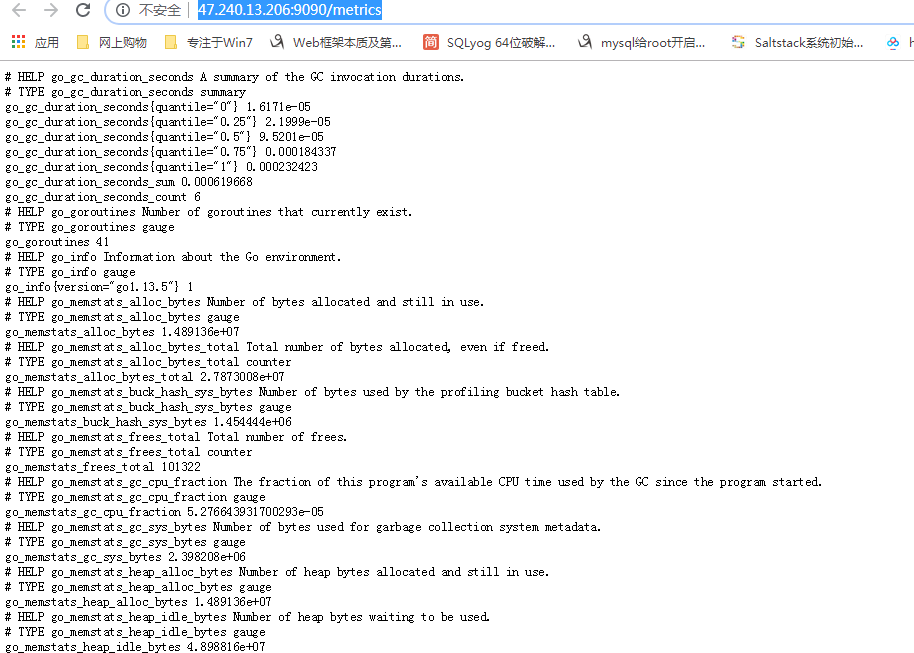 不安全 47.240.13.206:9090/metrics
应用 网上购物 专注于Win7 Web框架本质及第... 简 SQLyog 64位破解... mysql给root开启... Saltstack系统初始... h
# HELP go_gc_duration_seconds A summary of the GC invocation durations.
# TYPE go_gc_duration_seconds summary
go_gc_duration_seconds{quantile="0"} 1.6171e-05
go_gc_duration_seconds{quantile="0.25"} 2.1999e-05
go_gc_duration_seconds{quantile="0.5"} 9.5201e-05
go_gc_duration_seconds{quantile="0.75"} 0.000184337
go_gc_duration_seconds{quantile="1"} 0.000232423
go_gc_duration_seconds_sum 0.000619668
go_gc_duration_seconds_count 6
# HELP go_goroutines Number of goroutines that currently exist.
# TYPE go_goroutines gauge
go_goroutines 41
# HELP go_info Information about the Go environment.
# TYPE go_info gauge
go_info{version="go1.13.5"} 1
# HELP go_memstats_alloc_bytes Number of bytes allocated and still in use.
# TYPE go_memstats_alloc_bytes gauge
go_memstats_alloc_bytes 1.489136e+07
# HELP go_memstats_alloc_bytes_total Total number of bytes allocated, even if freed.
# TYPE go_memstats_alloc_bytes_total counter
go_memstats_alloc_bytes_total 2.7873008e+07
# HELP go_memstats_buck_hash_sys_bytes Number of bytes used by the profiling bucket hash table.
# TYPE go_memstats_buck_hash_sys_bytes gauge
go_memstats_buck_hash_sys_bytes 1.454444e+06
# HELP go_memstats_frees_total Total number of frees.
# TYPE go_memstats_frees_total counter
go_memstats_frees_total 101322
# HELP go_memstats_gc_cpu_fraction The fraction of this program's available CPU time used by the GC since the program started.
# TYPE go_memstats_gc_cpu_fraction gauge
go_memstats_gc_cpu_fraction 5.276643931700293e-05
# HELP go_memstats_gc_sys_bytes Number of bytes used for garbage collection system metadata.
# TYPE go_memstats_gc_sys_bytes gauge
go_memstats_gc_sys_bytes 2.398208e+06
# HELP go_memstats_heap_alloc_bytes Number of heap bytes allocated and still in use.
# TYPE go_memstats_heap_alloc_bytes gauge
go_memstats_heap_alloc_bytes 1.489136e+07
# HELP go_memstats_heap_idle_bytes Number of heap bytes waiting to be used.
# TYPE go_memstats_heap_idle_bytes gauge
go_memstats_heap_idle_bytes 4.898816e+07